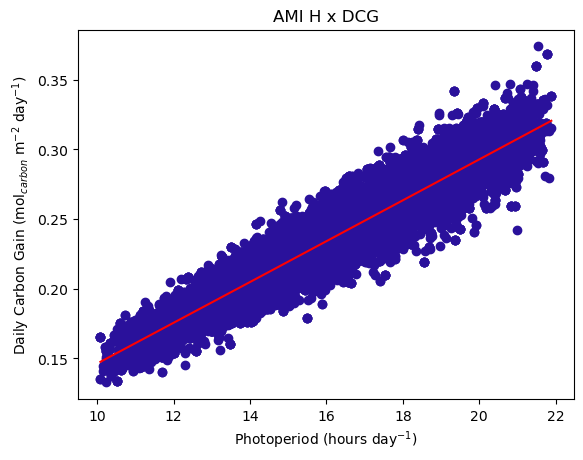 AMI H x DCG
Daily Carbon Gain (mol_carbon m⁻² day⁻¹)
0.35
0.30
0.25
0.20
0.15
10 12 14 16 18 20 22
Photoperiod (hours day⁻¹)